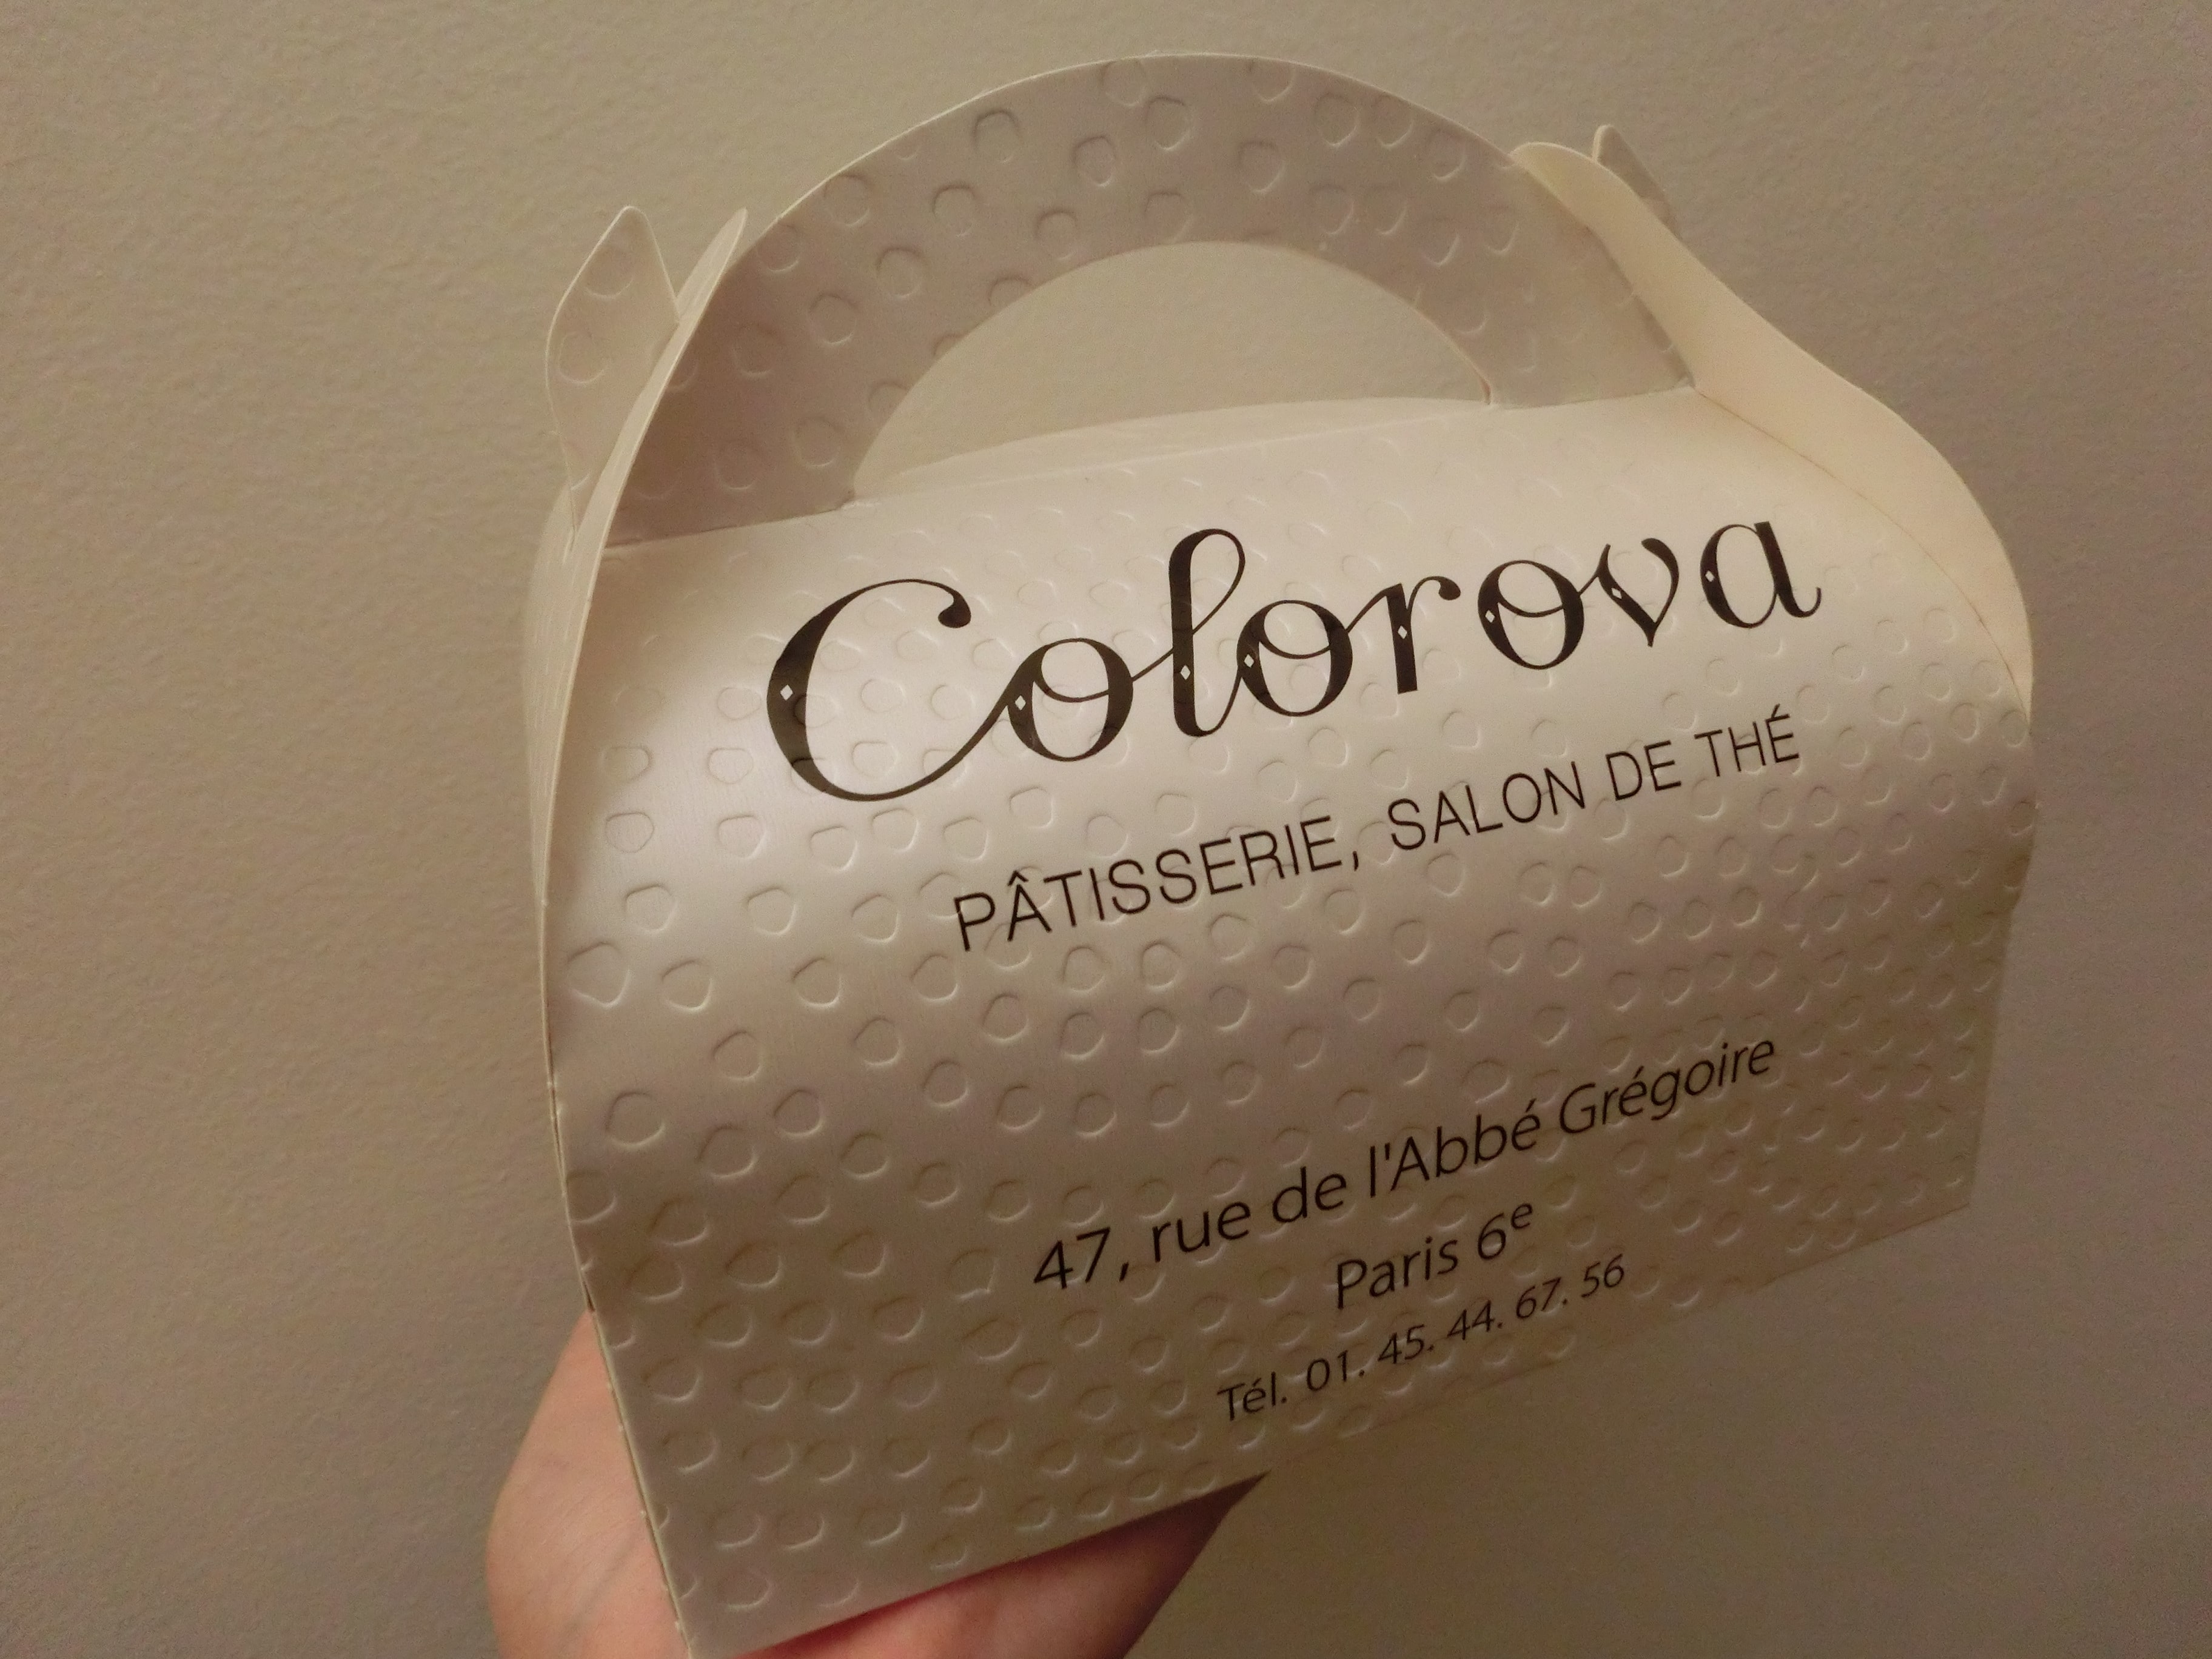 Colorova
PÂTISSERIE, SALON DE THÉ
47, rue de l'Abbé Grégoire
Paris 6e
Tél. 01. 45. 44. 67. 56